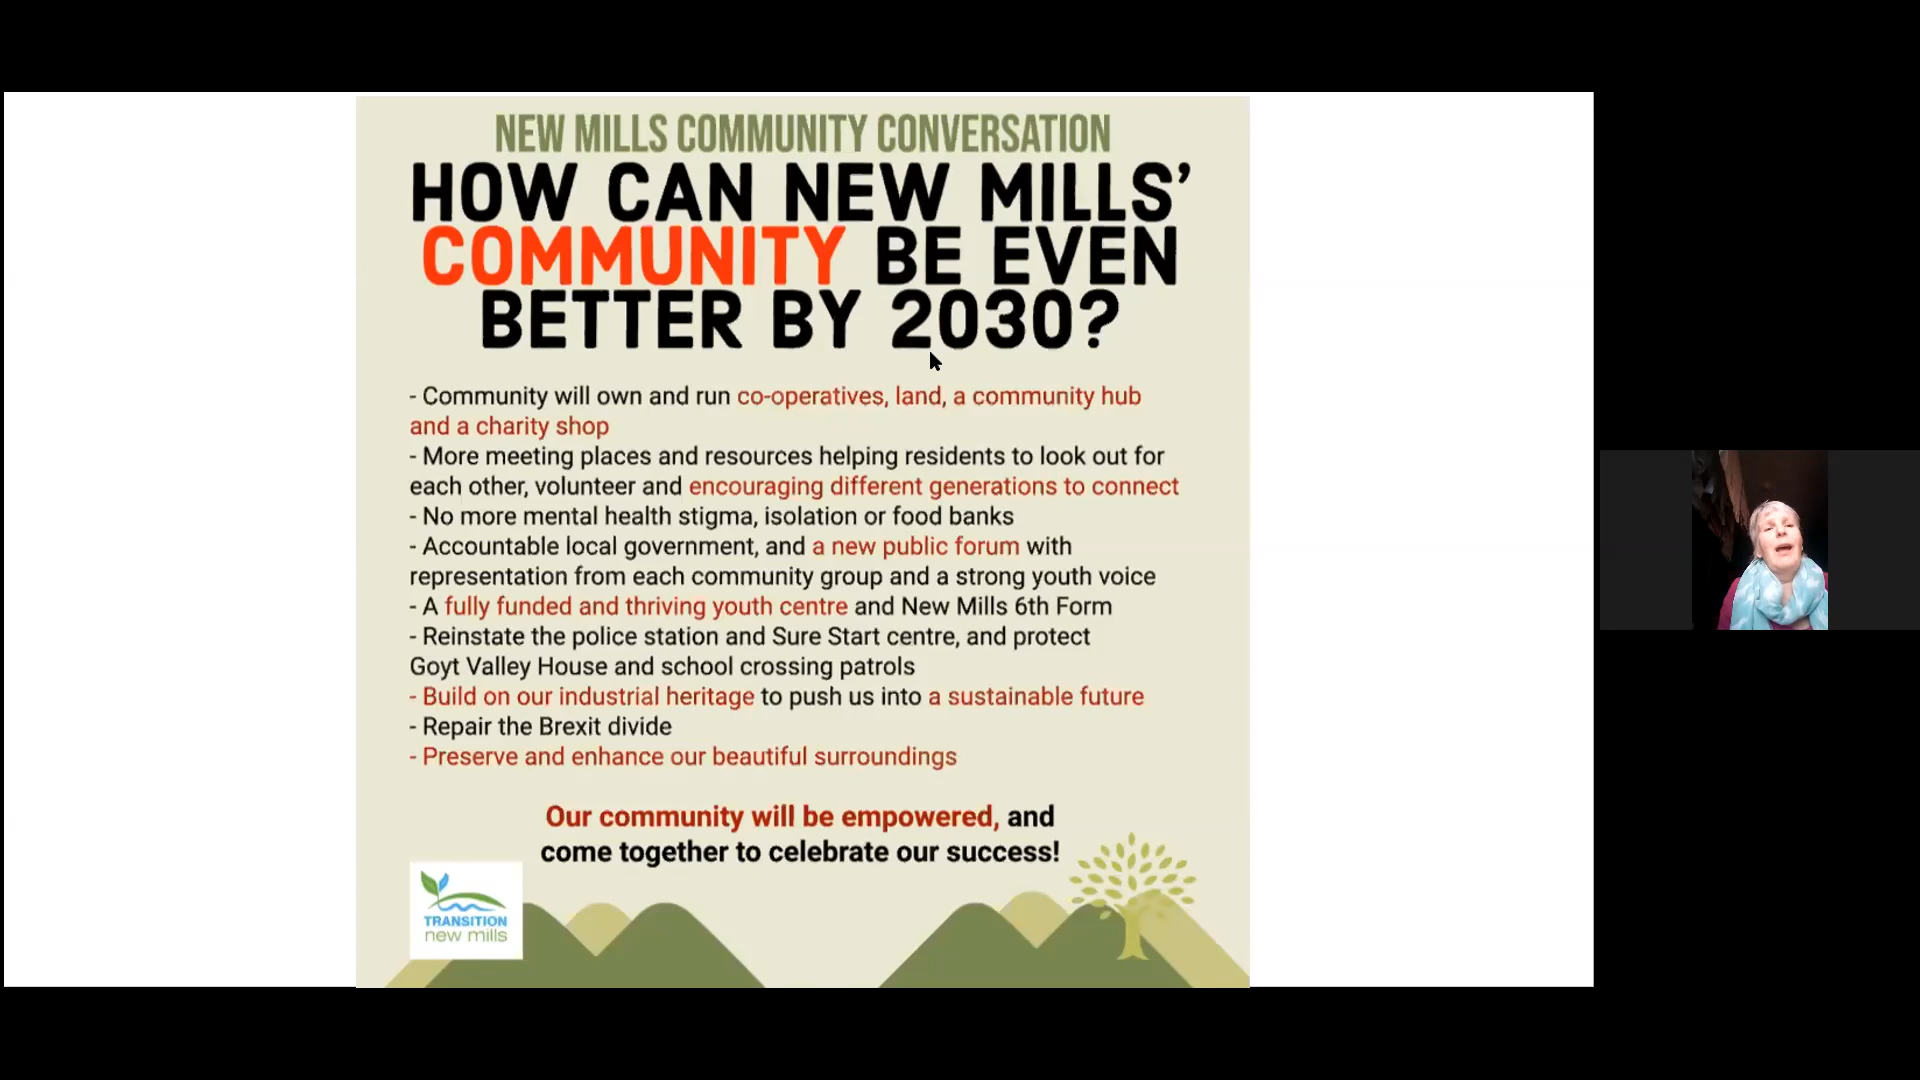 NEW MILLS COMMUNITY CONVERSATION
HOW CAN NEW MILLS'
COMMUNITY BE EVEN
BETTER BY 2030?
- Community will own and run co-operatives, land, a community hub
and a charity shop
- More meeting places and resources helping residents to look out for
each other, volunteer and encouraging different generations to connect
- No more mental health stigma, isolation or food banks
- Accountable local government, and a new public forum with
representation from each community group and a strong youth voice
- A fully funded and thriving youth centre and New Mills 6th Form
- Reinstate the police station and Sure Start centre, and protect
Goyt Valley House and school crossing patrols
- Build on our industrial heritage to push us into a sustainable future
- Repair the Brexit divide
- Preserve and enhance our beautiful surroundings
Our community will be empowered, and
come together to celebrate our success!
TRANSITION
new mills